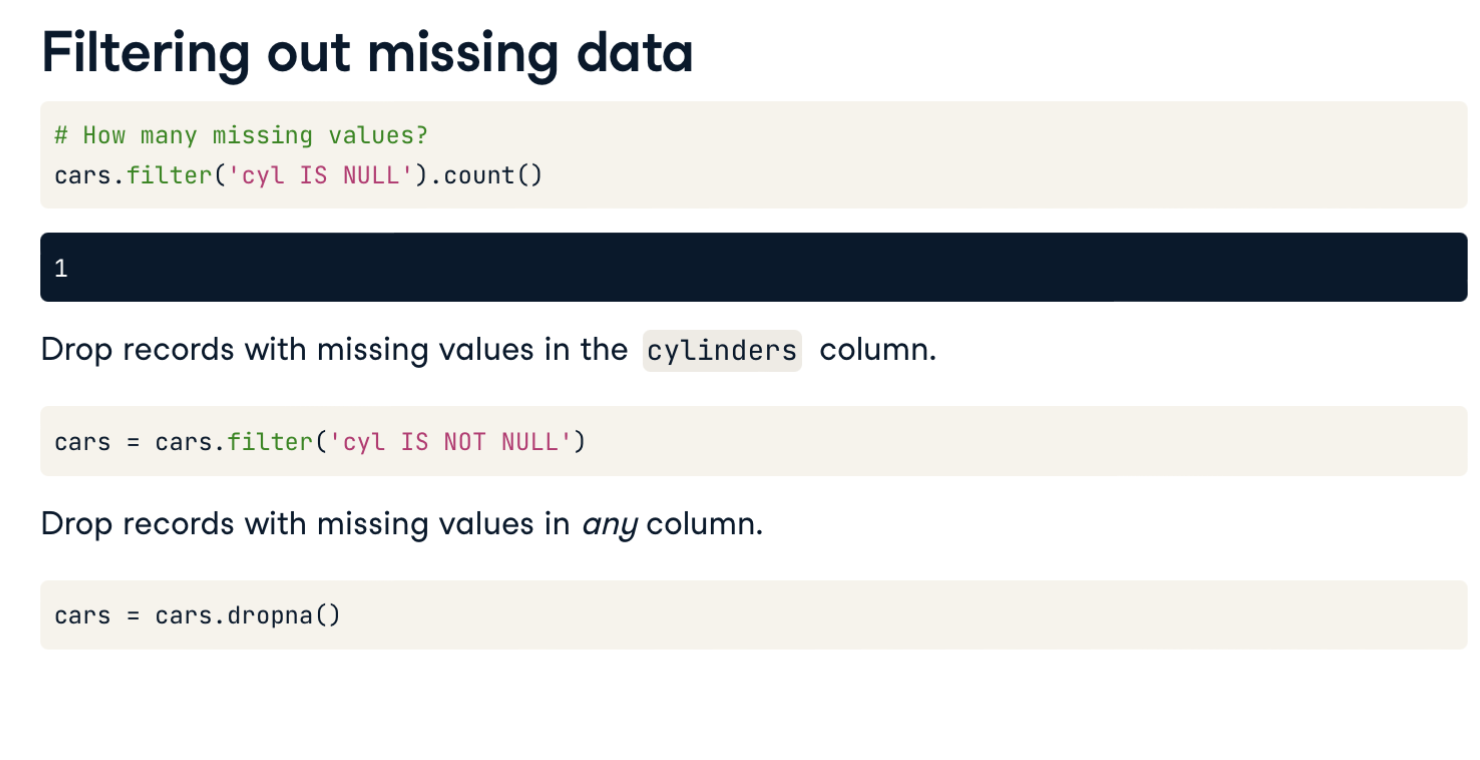 Filtering out missing data
# How many missing values?
cars.filter('cyl IS NULL').count()
1
Drop records with missing values in the cylinders column.
cars = cars.filter('cyl IS NOT NULL')
Drop records with missing values in any column.
cars = cars.dropna()